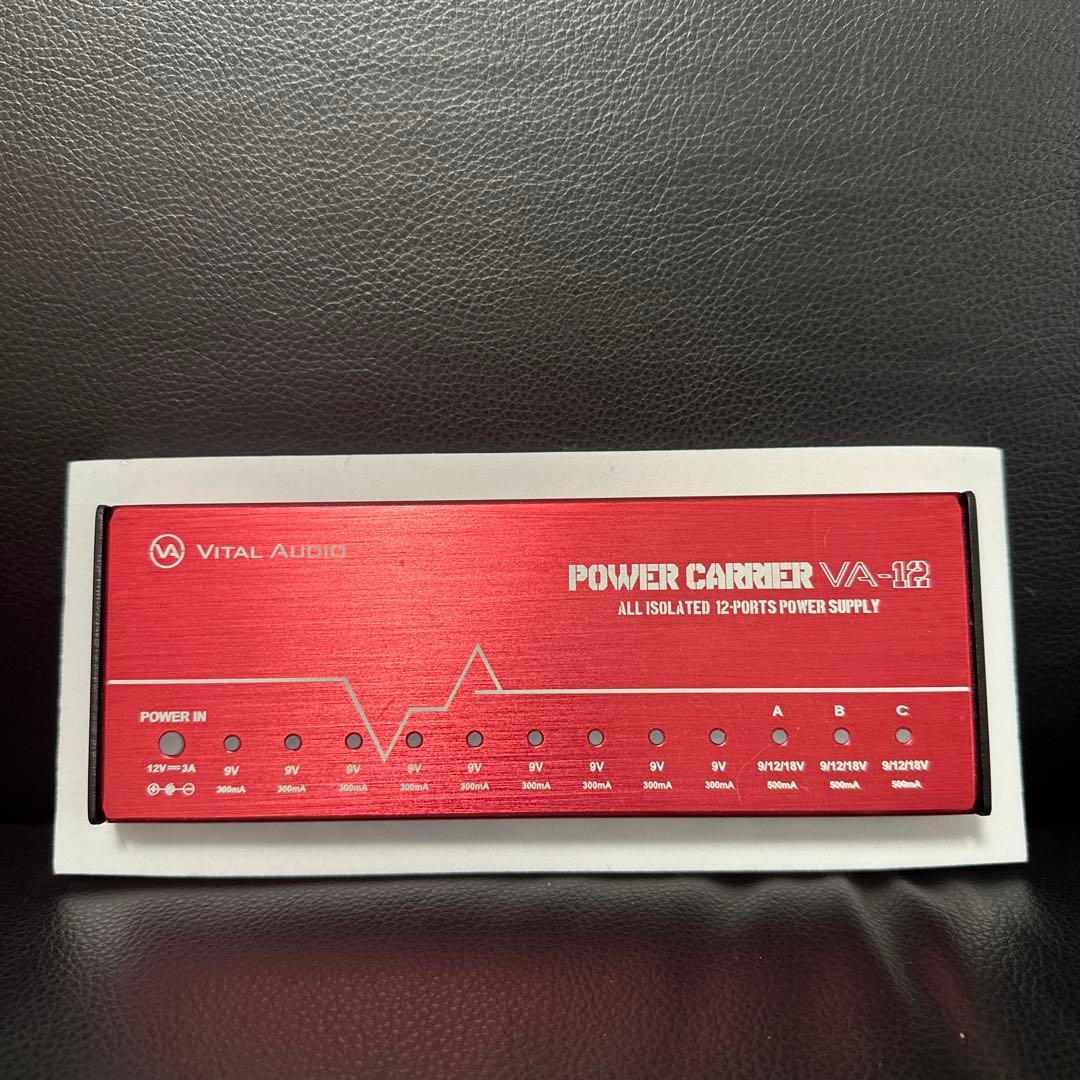 VA VITAL AUDIO
POWER CARRIER VA-12
ALL ISOLATED 12-PORTS POWER SUPPLY
POWER IN A B C
12V⎓3A 9V 9V 9V 9V 9V 9V 9V 9V 9V 9/12/18V 9/12/18V 9/12/18V
300mA 300mA 300mA 300mA 300mA 300mA 300mA 300mA 300mA 500mA 500mA 500mA